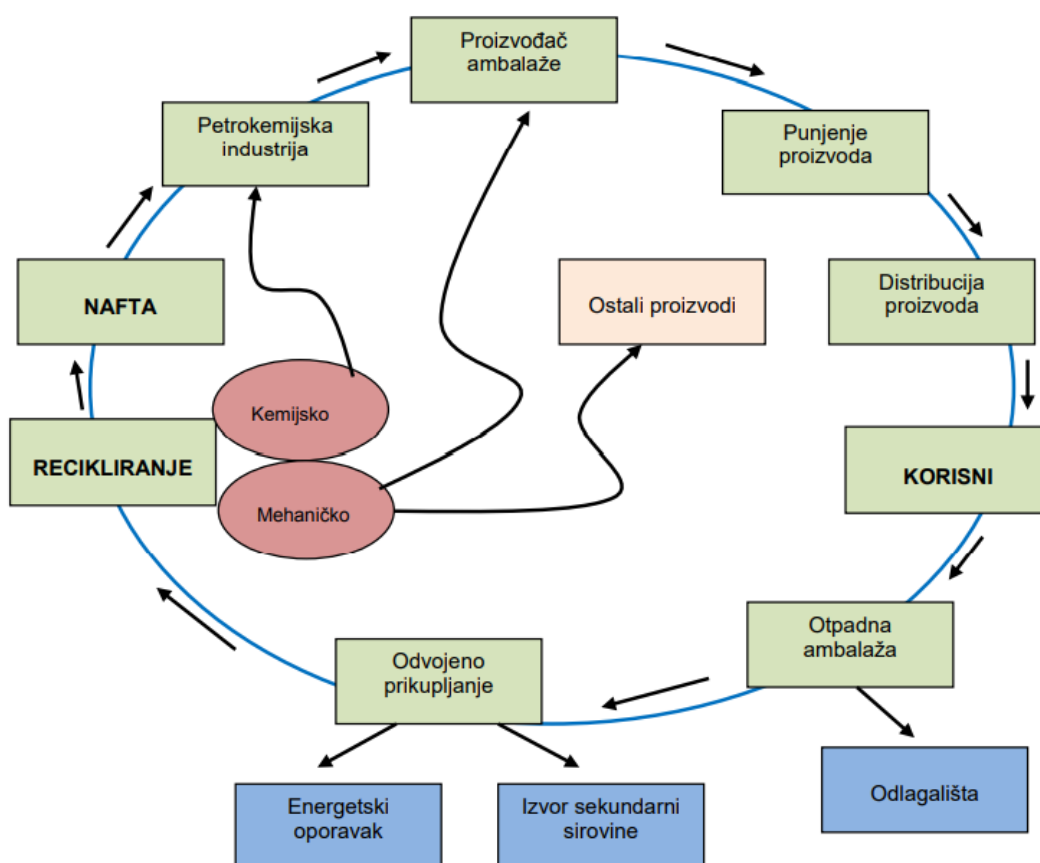 Proizvođač
ambalaže
Petrokemijska
industrija
Punjenje
proizvoda
NAFTA
Ostali proizvodi
Distribucija
proizvoda
Kemijsko
RECIKLIRANJE
KORISNI
Mehaničko
Otpadna
ambalaža
Odvojeno
prikupljanje
Energetski
oporavak
Izvor sekundarni
sirovine
Odlagališta